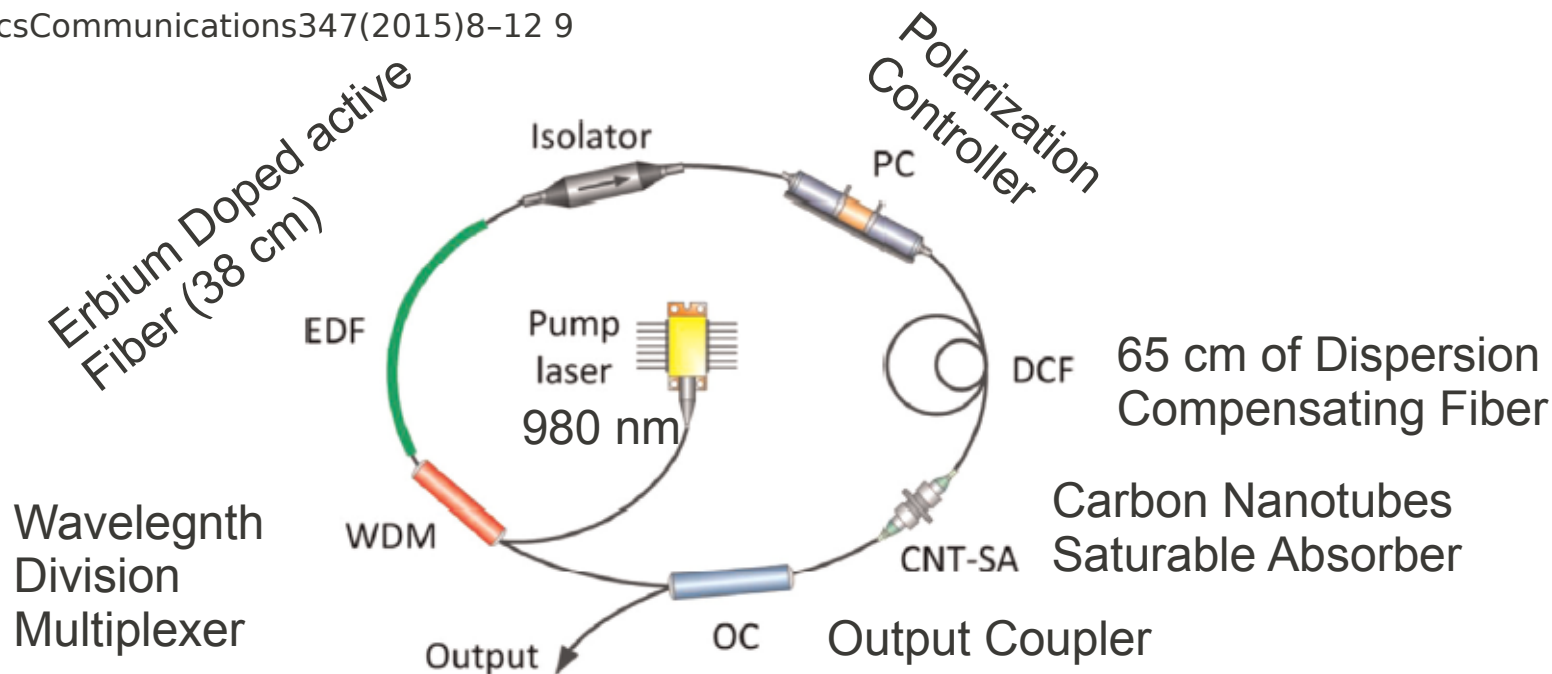 csCommunications347(2015)8–12 9
Erbium Doped active
Fiber (38 cm)
Isolator
Polarization
Controller
PC
EDF
Pump
laser
980 nm
DCF
65 cm of Dispersion
Compensating Fiber
Wavelegnth
Division
Multiplexer
WDM
CNT-SA
Carbon Nanotubes
Saturable Absorber
OC
Output Coupler
Output